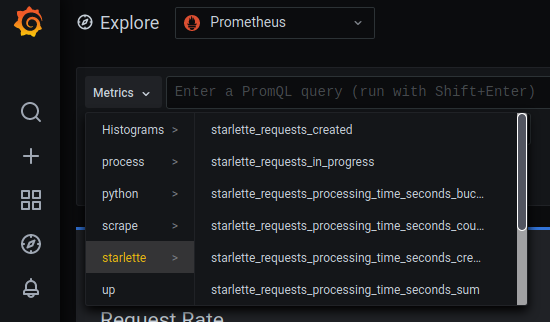 Explore
Prometheus
Metrics
Enter a PromQL query (run with Shift+Enter)
Histograms >
starlette_requests_created
process >
starlette_requests_in_progress
python >
starlette_requests_processing_time_seconds_buc...
scrape >
starlette_requests_processing_time_seconds_cou...
starlette >
starlette_requests_processing_time_seconds_cre...
up
starlette_requests_processing_time_seconds_sum
Request Rate